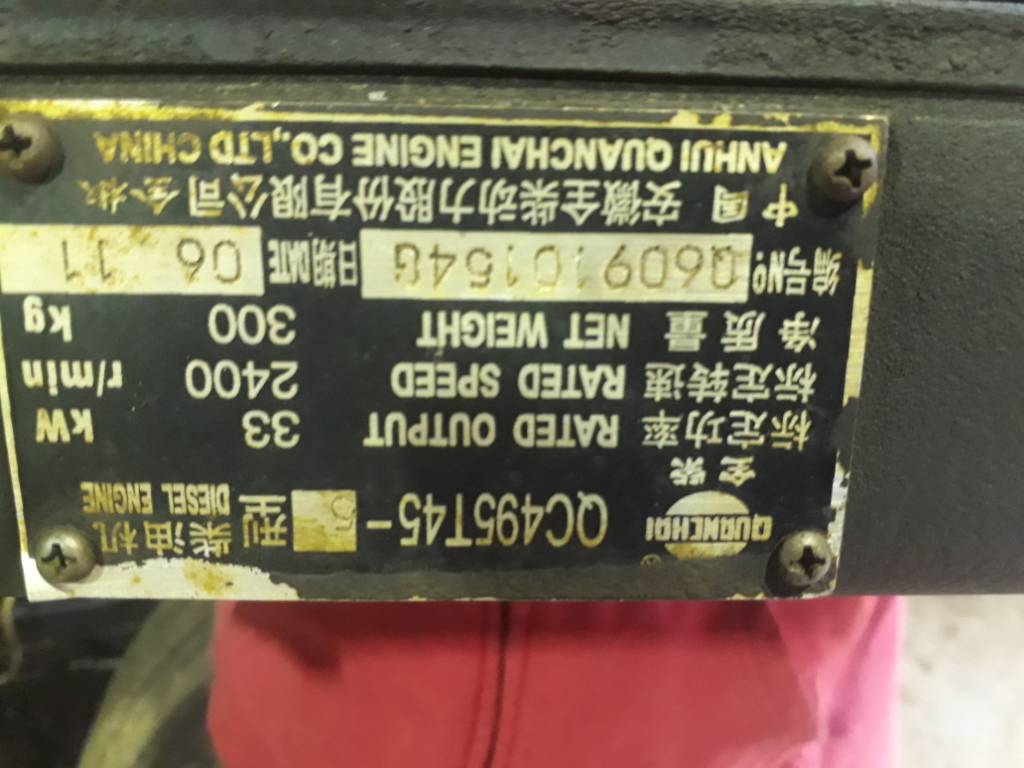 QUANCHAI ®
全柴
QC495T45-5 型 柴油机
DIESEL ENGINE
标定功率 RATED OUTPUT 33 kW
标定转速 RATED SPEED 2400 r/min
净质量 NET WEIGHT 300 kg
编号No. Q60910154G 日期DATE 06 11
中国 安徽全柴动力股份有限公司 全椒
ANHUI QUANCHAI ENGINE CO.,LTD CHINA